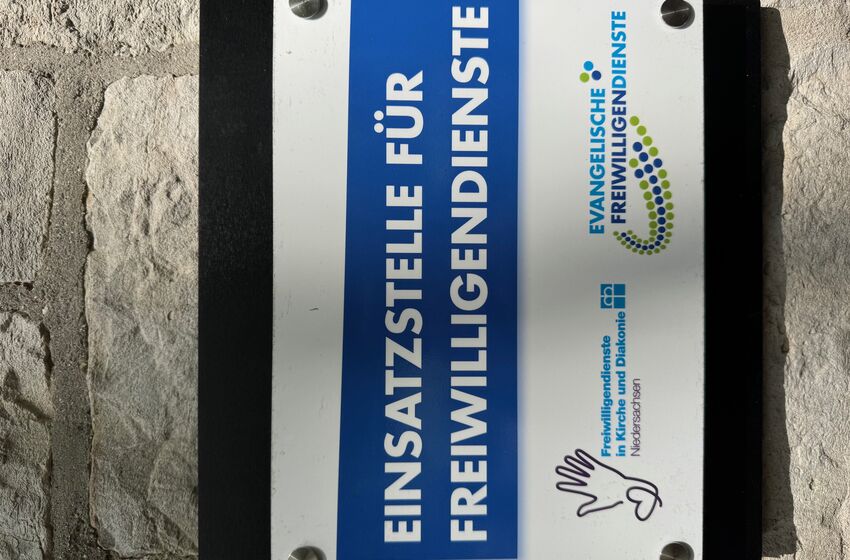 EINSATZSTELLE FÜR
FREIWILLIGENDIENSTE
Freiwilligendienste
in Kirche und Diakonie
Niedersachsen
EVANGELISCHE
FREIWILLIGENDIENSTE